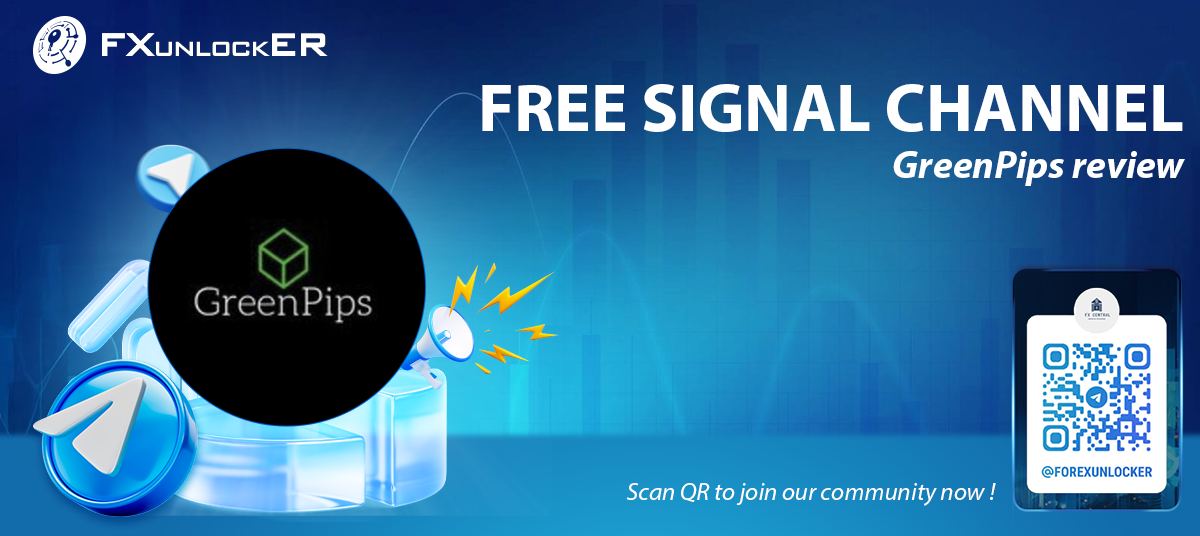 FXUNLOCKER
FREE SIGNAL CHANNEL
GreenPips review
GreenPips
FX CENTRAL
@FOREXUNLOCKER
Scan QR to join our community now !